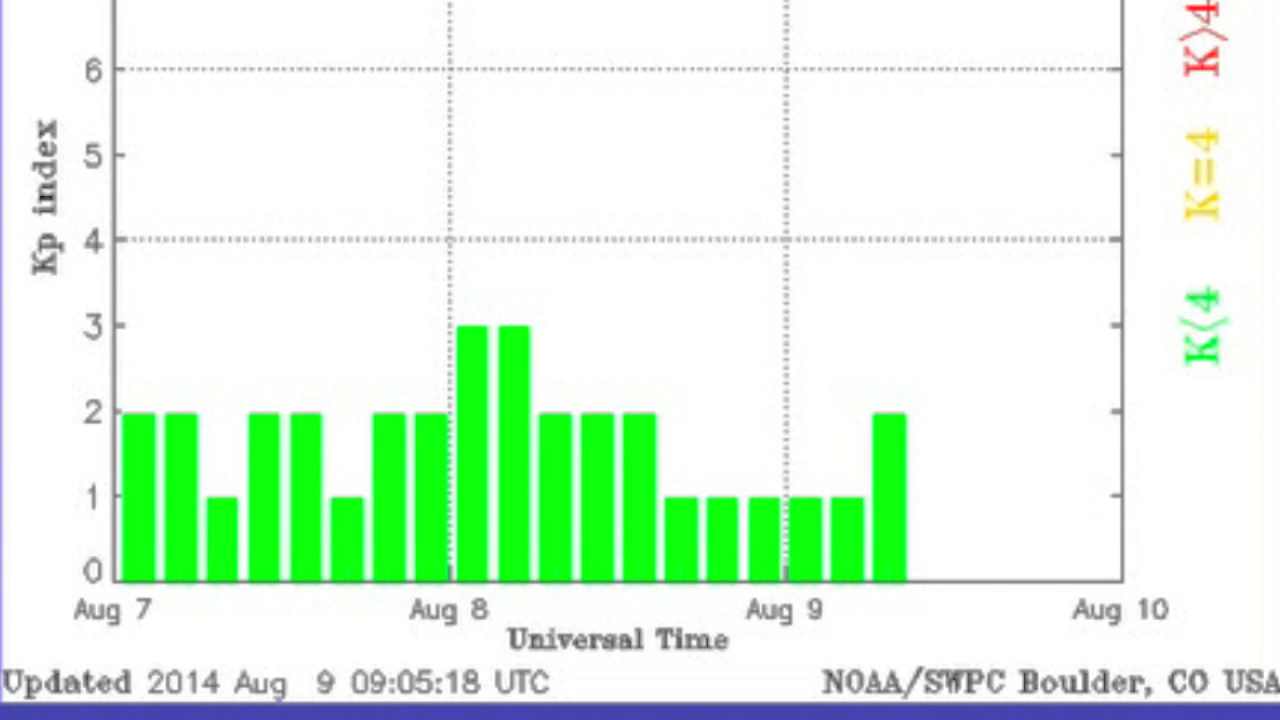 K>4
6
Kp index
5
K=4
4
3
K<4
2
1
0
Aug 7 Aug 8 Aug 9 Aug 10
Universal Time
Updated 2014 Aug 9 09:05:18 UTC NOAA/SWPC Boulder, CO USA